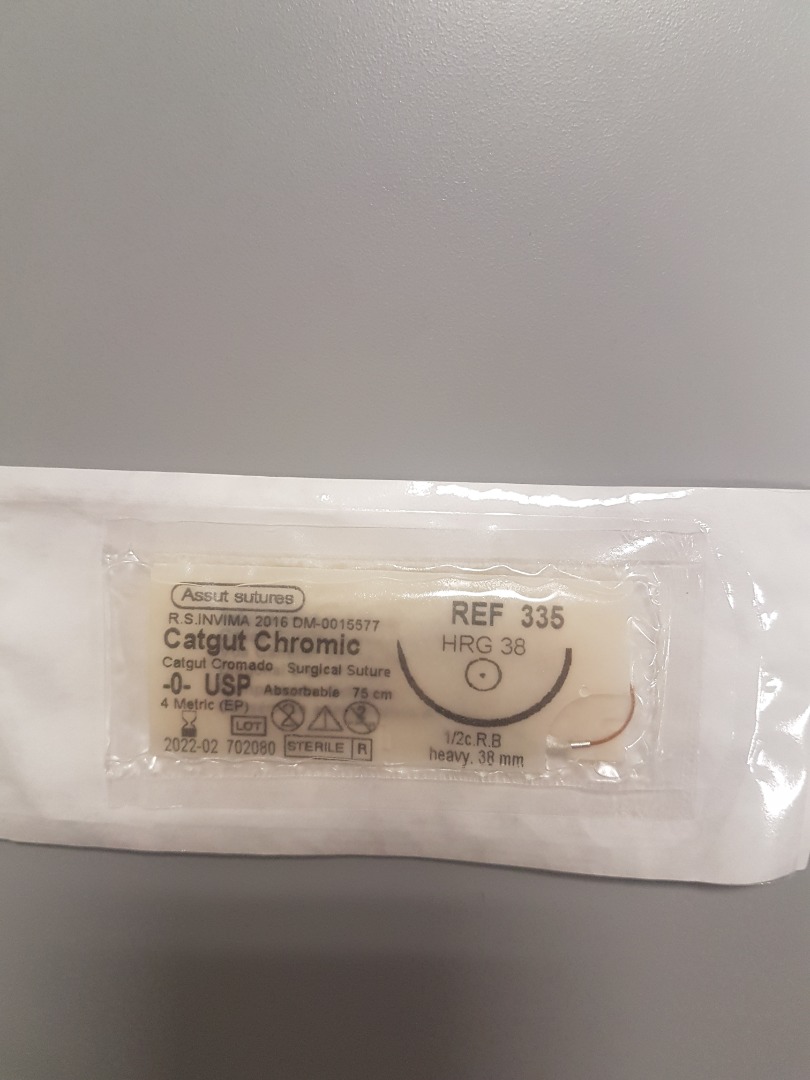 Assut sutures
R.S.INVIMA 2016 DM-0015577
Catgut Chromic
Catgut Cromado Surgical Suture
-0- USP Absorbable 75 cm
4 Metric (EP)
LOT
2
2022-02 702080 STERILE R
REF 335
HRG 38
1/2c.R.B
heavy. 38 mm